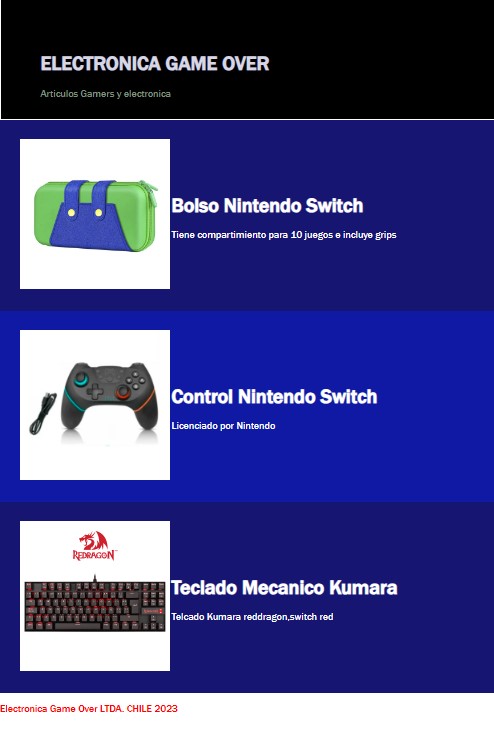 ELECTRONICA GAME OVER
Articulos Gamers y electronica
Bolso Nintendo Switch
Tiene compartimiento para 10 juegos e incluye grips
Control Nintendo Switch
Licenciado por Nintendo
REDRAGON
Teclado Mecanico Kumara
Telcado Kumara reddragon,switch red
Electronica Game Over LTDA. CHILE 2023